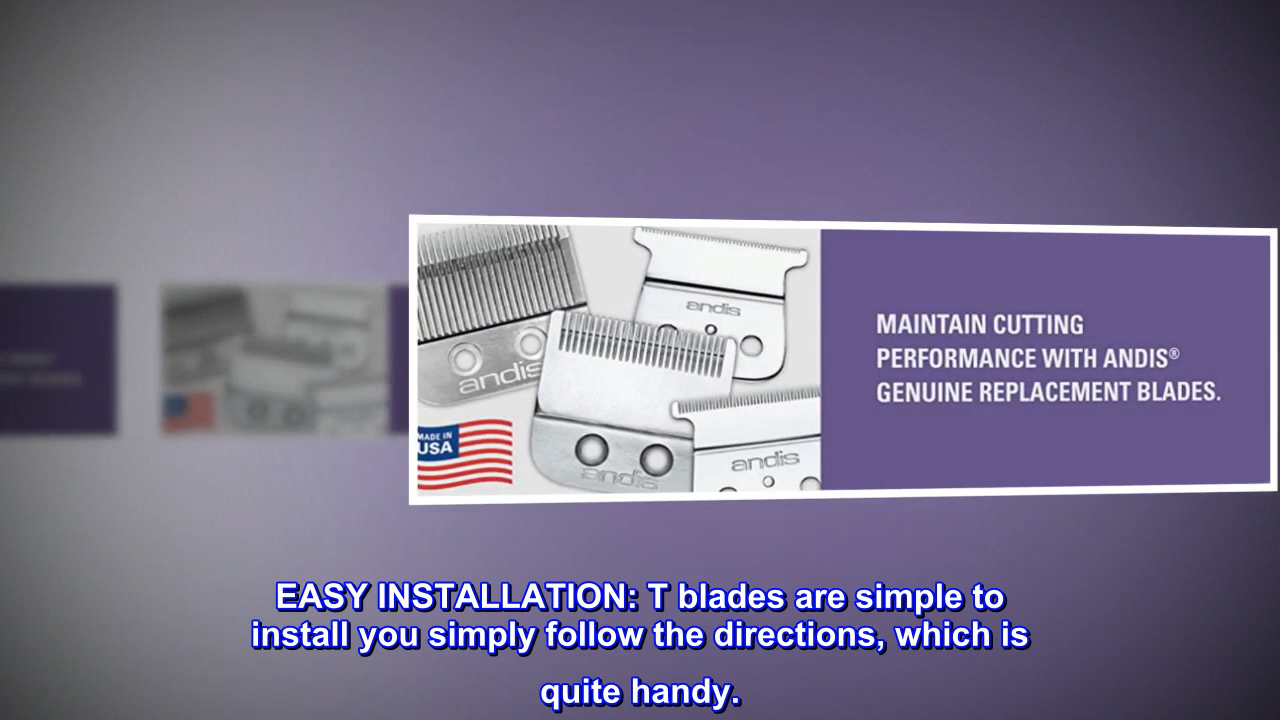 andis
andis
andis
andis
MADE IN
USA
MAINTAIN CUTTING
PERFORMANCE WITH ANDIS®
GENUINE REPLACEMENT BLADES.
EASY INSTALLATION: T blades are simple to
install you simply follow the directions, which is
quite handy.